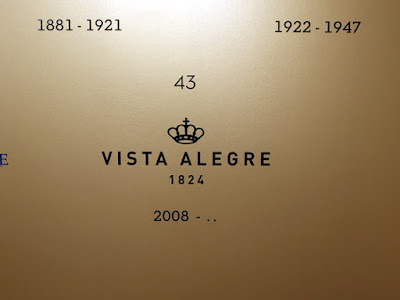 1881 - 1921
1922 - 1947
43
E
VISTA ALEGRE
1824
2008 - ..